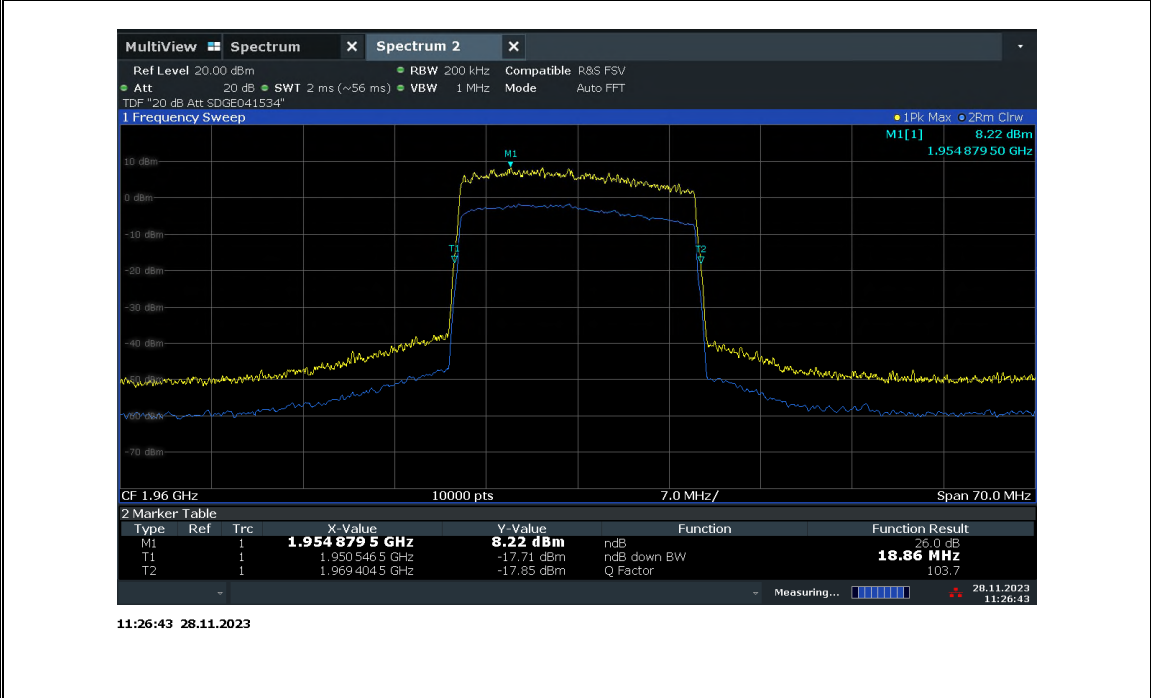 MultiView Spectrum X Spectrum 2 X
Ref Level 20.00 dBm RBW 200 kHz Compatible R&S FSV
Att 20 dB SWT 2 ms (~56 ms) VBW 1 MHz Mode Auto FFT
TDF "20 dB Att SDGE041534"
1 Frequency Sweep 1Pk Max 2Rm Clrw
M1[1] 8.22 dBm
1.954 879 50 GHz
M1
10 dBm
0 dBm
-10 dBm
T1 T2
-20 dBm
-30 dBm
-40 dBm
-50 dBm
-60 dBm
-70 dBm
CF 1.96 GHz 10000 pts 7.0 MHz/ Span 70.0 MHz
2 Marker Table
Type Ref Trc X-Value Y-Value Function Function Result
M1 1 1.954 879 5 GHz 8.22 dBm ndB 26.0 dB
T1 1 1.950 546 5 GHz -17.71 dBm ndB down BW 18.86 MHz
T2 1 1.969 404 5 GHz -17.85 dBm Q Factor 103.7
Measuring... 28.11.2023
11:26:43
11:26:43 28.11.2023